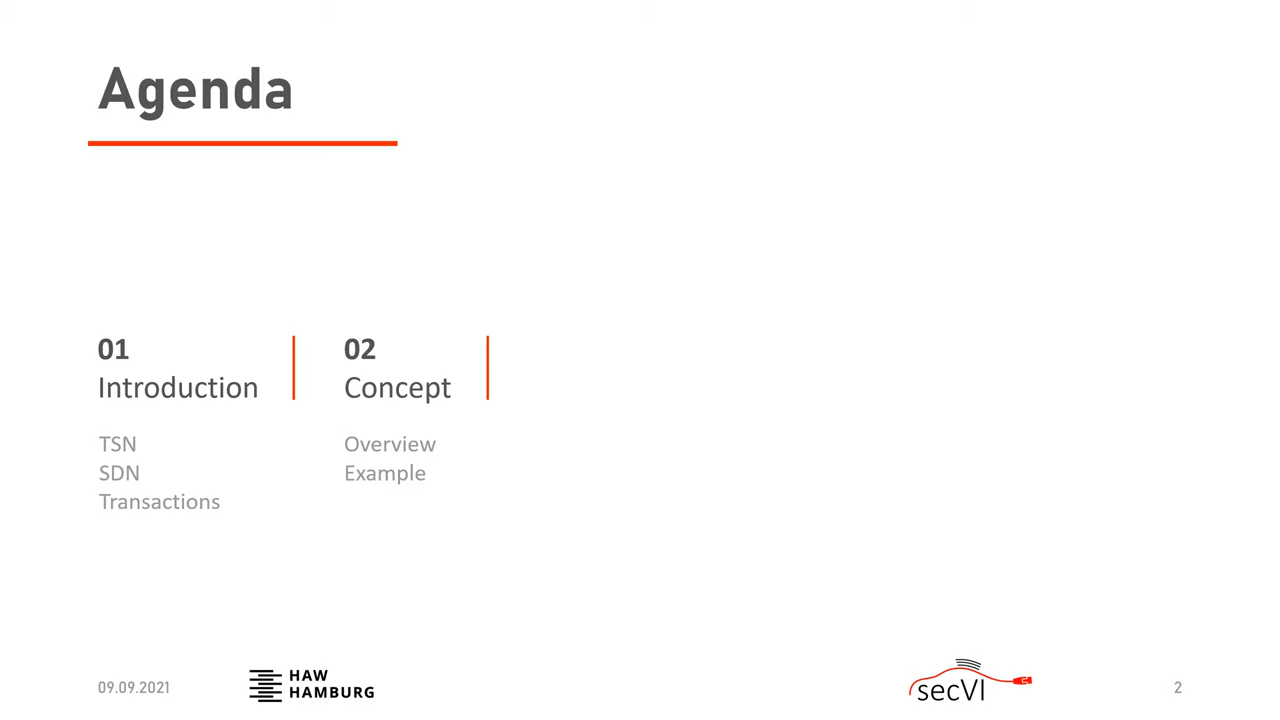 Agenda
01
Introduction
TSN
SDN
Transactions
02
Concept
Overview
Example
09.09.2021
HAW
HAMBURG
secVI
2